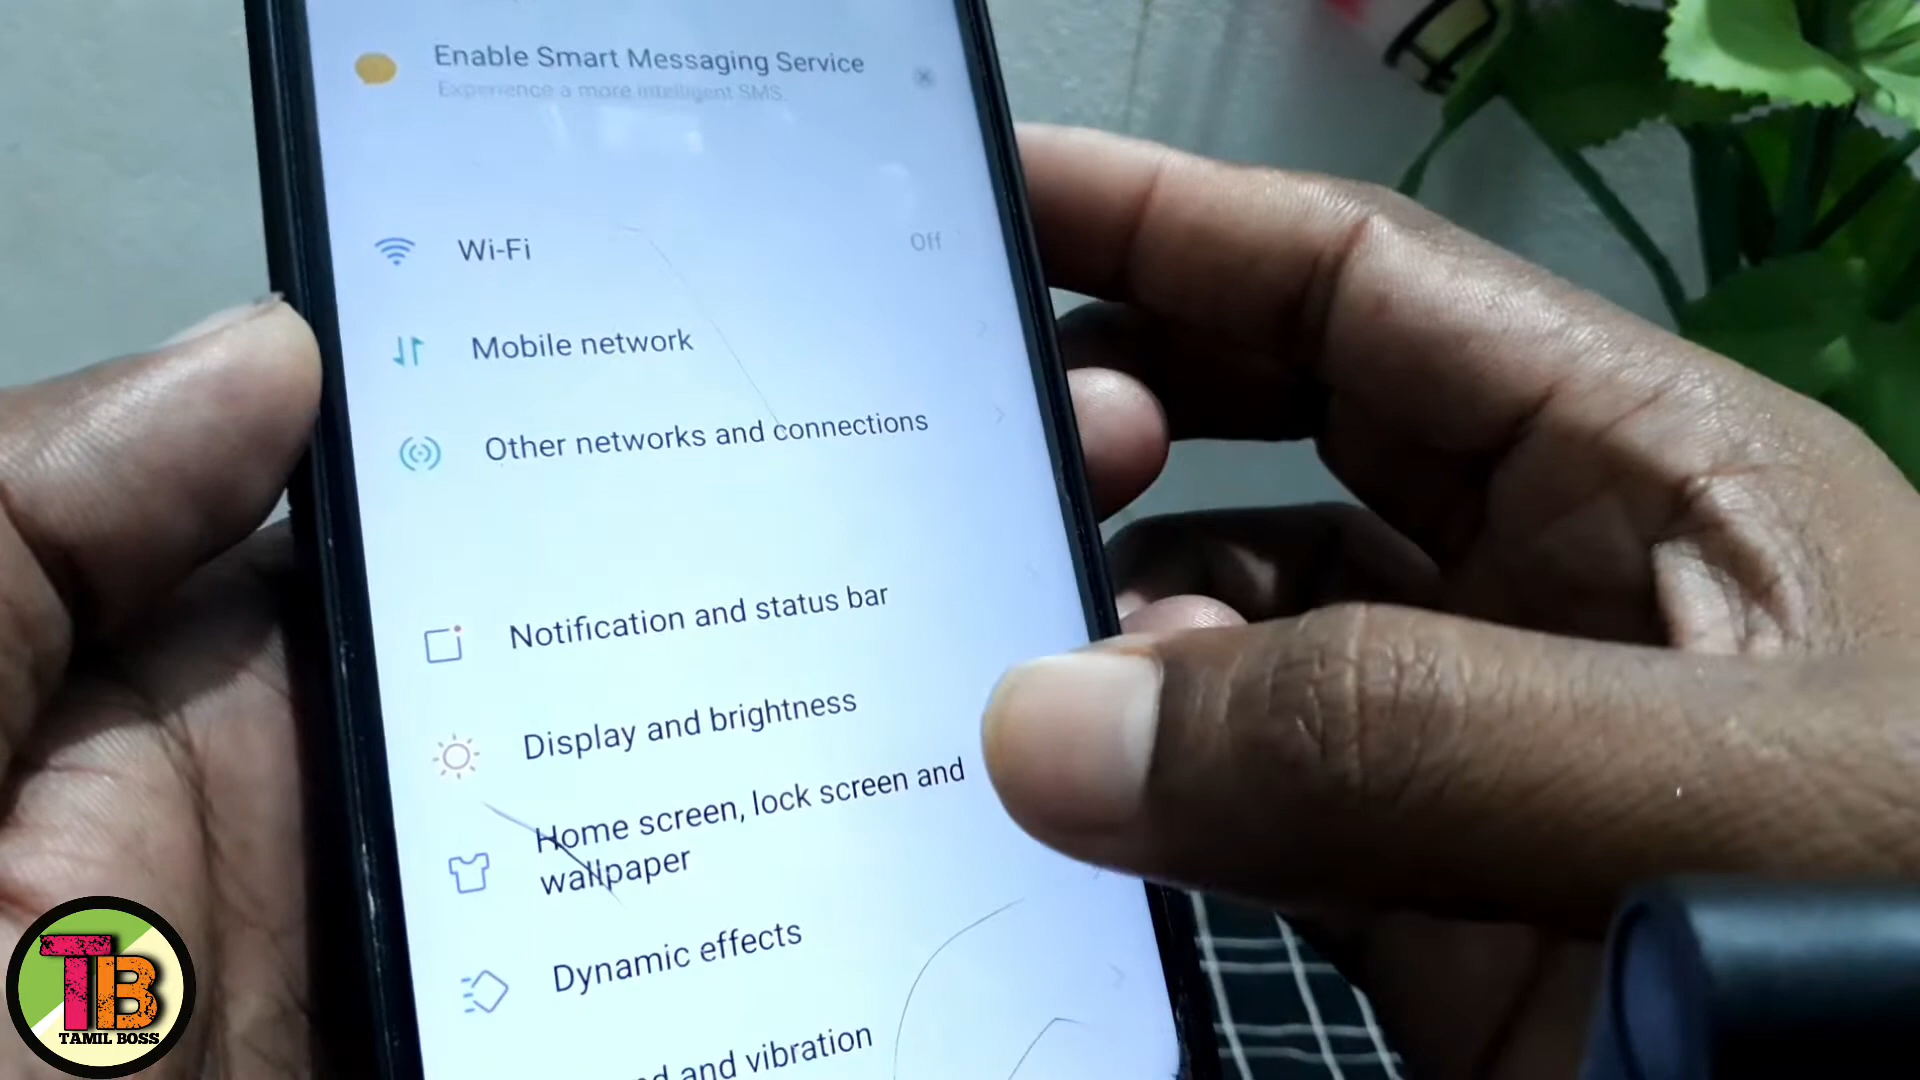 Enable Smart Messaging Service
Experience a more intelligent SMS.
Wi-Fi
Off
Mobile network
Other networks and connections
Notification and status bar
Display and brightness
Home screen, lock screen and
wallpaper
Dynamic effects
and vibration
TB
TAMIL BOSS